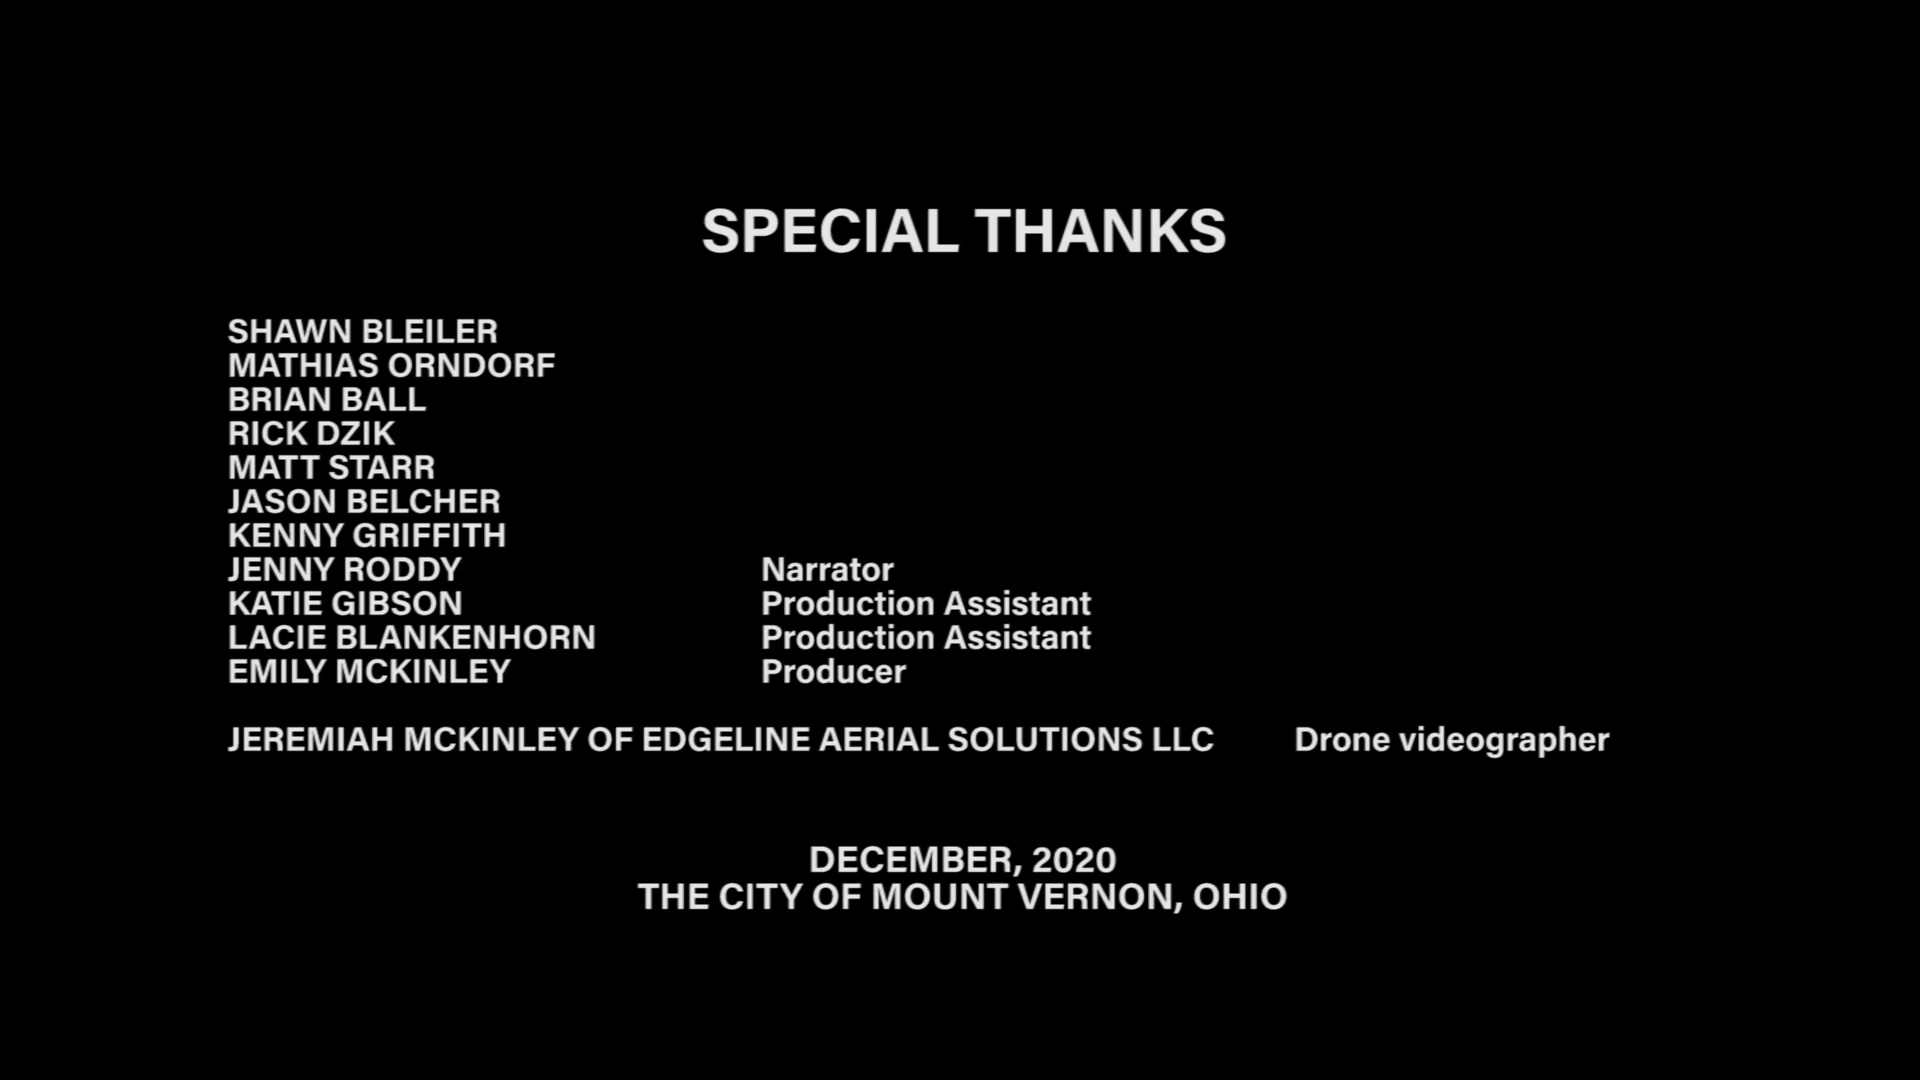 SPECIAL THANKS
SHAWN BLEILER
MATHIAS ORNDORF
BRIAN BALL
RICK DZIK
MATT STARR
JASON BELCHER
KENNY GRIFFITH
JENNY RODDY Narrator
KATIE GIBSON Production Assistant
LACIE BLANKENHORN Production Assistant
EMILY MCKINLEY Producer
JEREMIAH MCKINLEY OF EDGELINE AERIAL SOLUTIONS LLC Drone videographer
DECEMBER, 2020
THE CITY OF MOUNT VERNON, OHIO